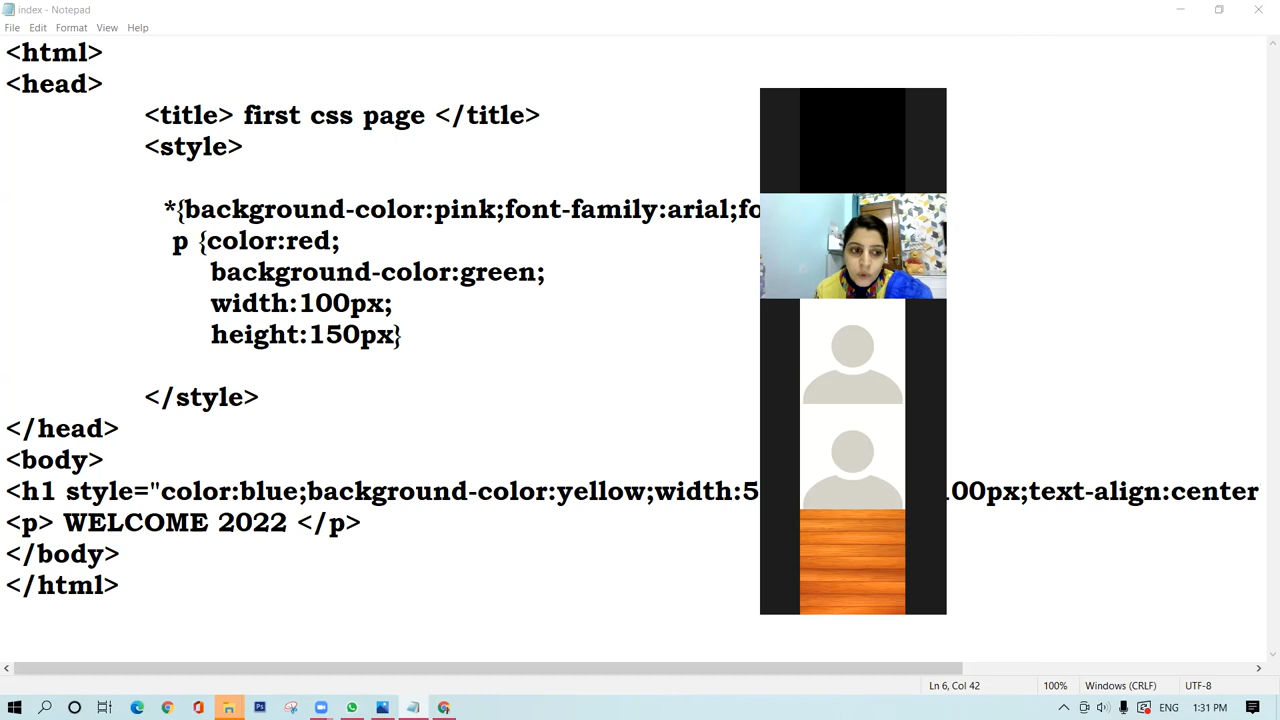 index - Notepad
File Edit Format View Help
<html>
<head>
<title> first css page </title>
<style>
*{background-color:pink;font-family:arial;fo
p {color:red;
background-color:green;
width:100px;
height:150px}
</style>
</head>
<body>
<h1 style="color:blue;background-color:yellow;width:5 00px;text-align:center
<p> WELCOME 2022 </p>
</body>
</html>
Ln 6, Col 42 100% Windows (CRLF) UTF-8
ENG 1:31 PM